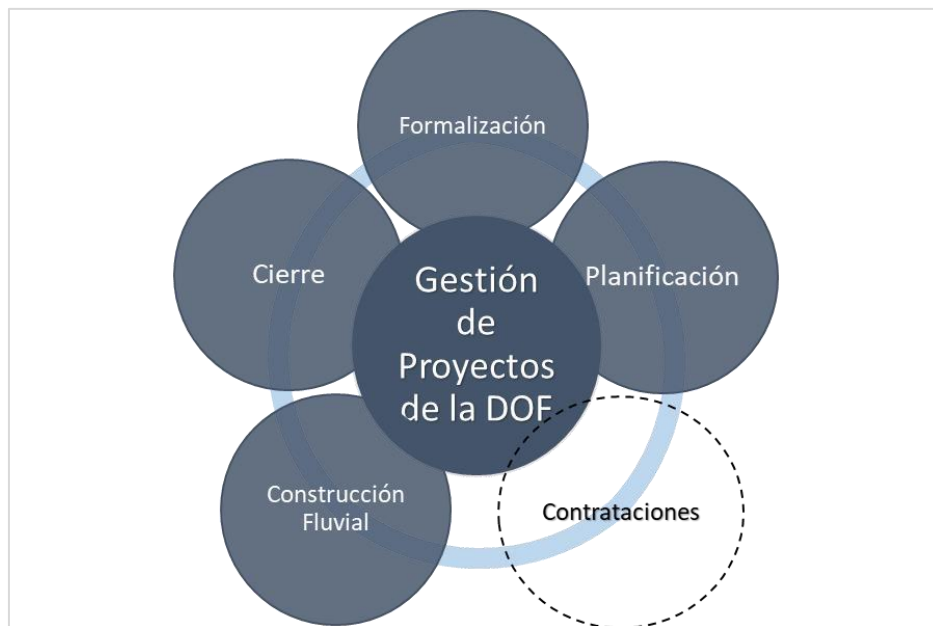 Formalización
Cierre
Planificación
Gestión
de
Proyectos
de la DOF
Construcción
Fluvial
Contrataciones